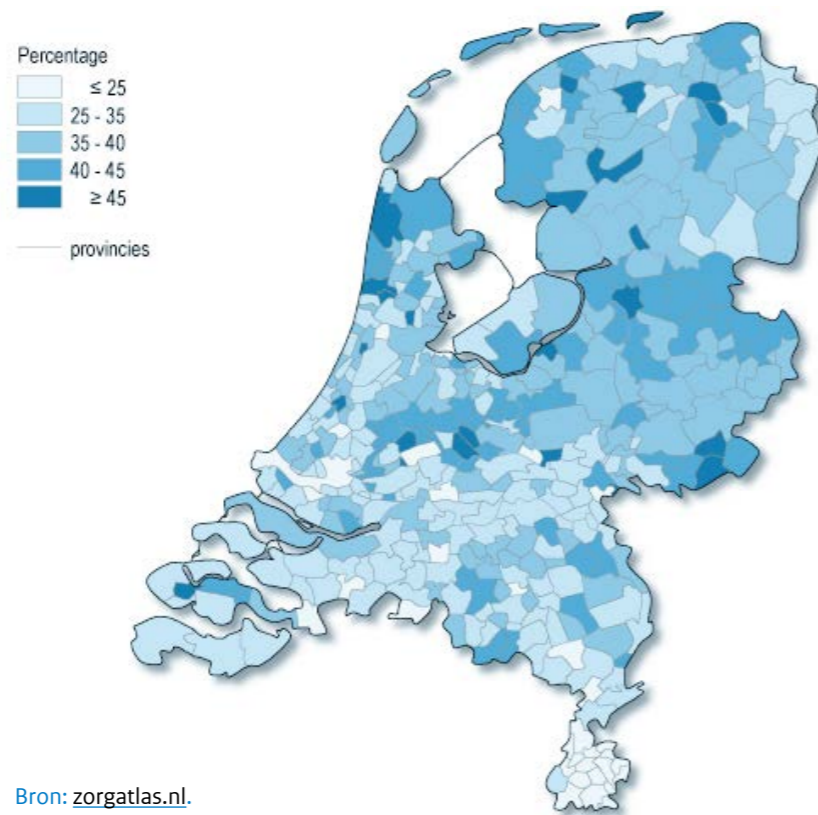 Percentage
≤ 25
25 - 35
35 - 40
40 - 45
≥ 45
provincies
Bron: zorgatlas.nl.